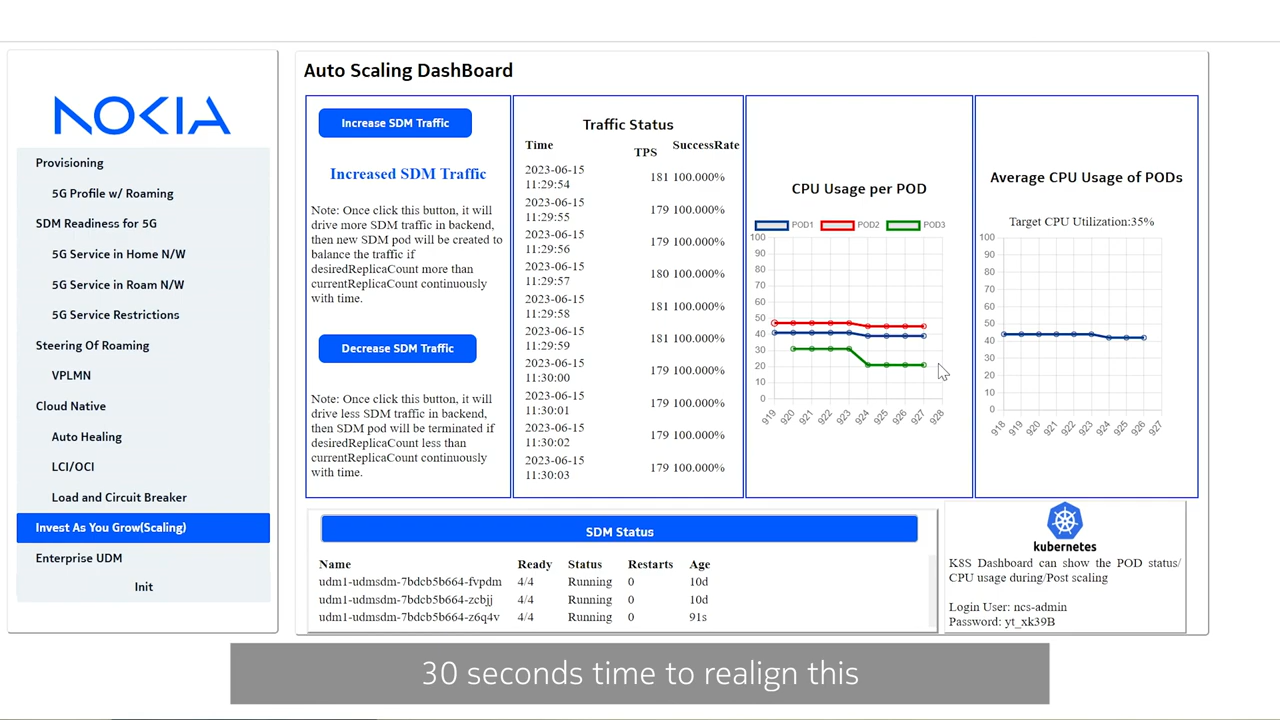 NOKIA
Provisioning
5G Profile w/ Roaming
SDM Readiness for 5G
5G Service in Home N/W
5G Service in Roam N/W
5G Service Restrictions
Steering Of Roaming
VPLMN
Cloud Native
Auto Healing
LCI/OCI
Load and Circuit Breaker
Invest As You Grow(Scaling)
Enterprise UDM
Init
Auto Scaling DashBoard
Increase SDM Traffic
Increased SDM Traffic
Note: Once click this button, it will
drive more SDM traffic in backend,
then new SDM pod will be created to
balance the traffic if
desiredReplicaCount more than
currentReplicaCount continuously
with time.
Decrease SDM Traffic
Note: Once click this button, it will
drive less SDM traffic in backend,
then SDM pod will be terminated if
desiredReplicaCount less than
currentReplicaCount continuously
with time.
Traffic Status
Time TPS SuccessRate
2023-06-15
11:29:54 181 100.000%
2023-06-15
11:29:55 179 100.000%
2023-06-15
11:29:56 179 100.000%
2023-06-15
11:29:57 180 100.000%
2023-06-15
11:29:58 181 100.000%
2023-06-15
11:29:59 181 100.000%
2023-06-15
11:30:00 179 100.000%
2023-06-15
11:30:01 179 100.000%
2023-06-15
11:30:02 179 100.000%
2023-06-15
11:30:03 179 100.000%
CPU Usage per POD
POD1 POD2 POD3
100
90
80
70
60
50
40
30
20
10
0
919 920 921 922 923 924 925 926 927 928
Average CPU Usage of PODs
Target CPU Utilization:35%
100
90
80
70
60
50
40
30
20
10
0
918 919 920 921 922 923 924 925 926 927
SDM Status
Name Ready Status Restarts Age
udm1-udmsdm-7bdcb5b664-fvpdm 4/4 Running 0 10d
udm1-udmsdm-7bdcb5b664-zcbjj 4/4 Running 0 10d
udm1-udmsdm-7bdcb5b664-z6q4v 4/4 Running 0 91s
kubernetes
K8S Dashboard can show the POD status/
CPU usage during/Post scaling
Login User: ncs-admin
Password: yt_xk39B
30 seconds time to realign this